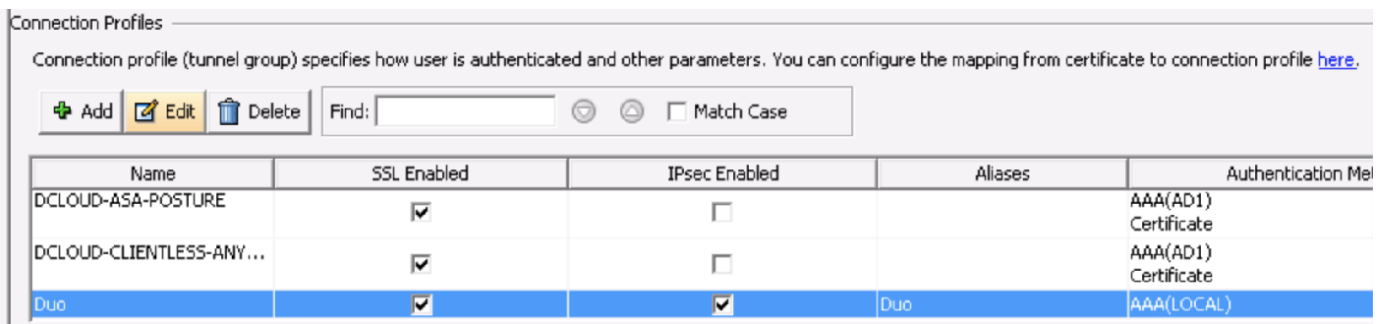 Connection Profiles
Connection profile (tunnel group) specifies how user is authenticated and other parameters. You can configure the mapping from certificate to connection profile here.
Add Edit Delete Find: Match Case
Name SSL Enabled IPsec Enabled Aliases Authentication Met
DCLOUD-ASA-POSTURE AAA(AD1)
Certificate
DCLOUD-CLIENTLESS-ANY... AAA(AD1)
Certificate
Duo Duo AAA(LOCAL)